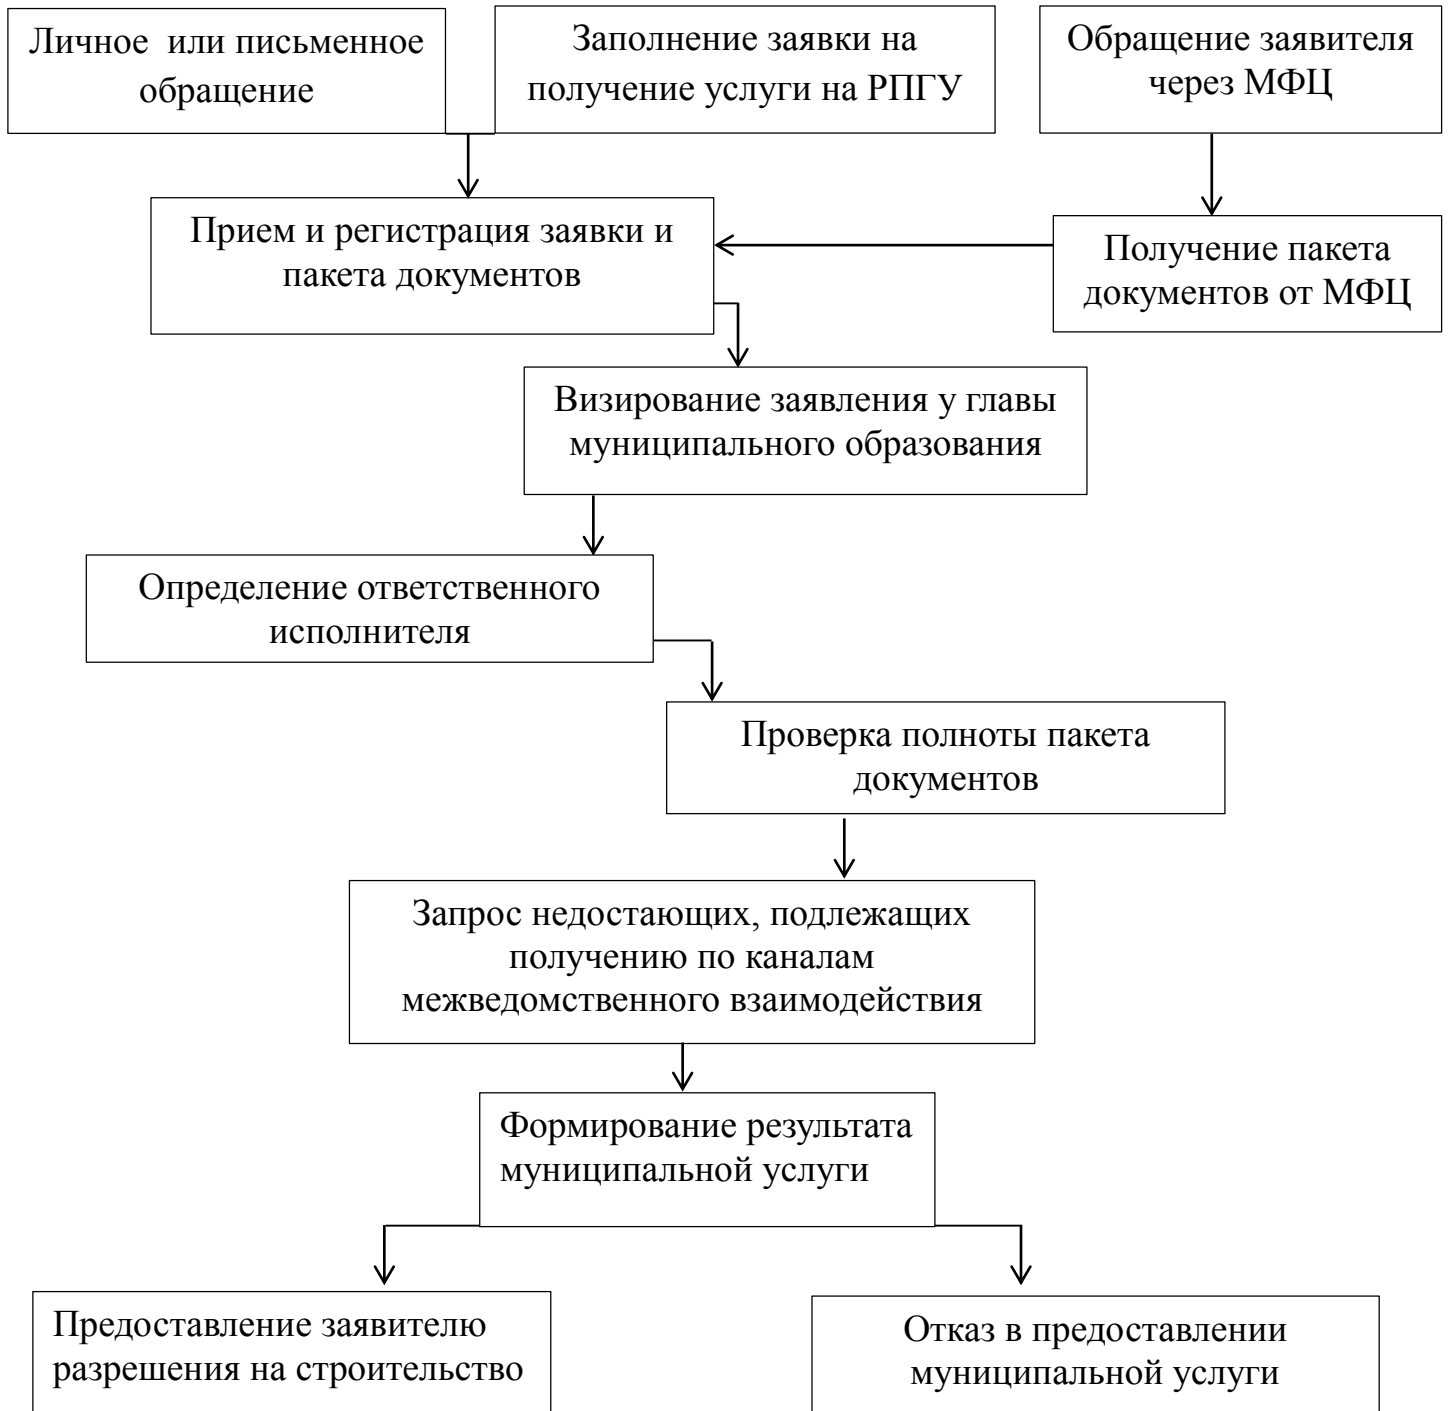 Личное или письменное
обращение
Заполнение заявки на
получение услуги на РПГУ
Обращение заявителя
через МФЦ
Прием и регистрация заявки и
пакета документов
Получение пакета
документов от МФЦ
Визирование заявления у главы
муниципального образования
Определение ответственного
исполнителя
Проверка полноты пакета
документов
Запрос недостающих, подлежащих
получению по каналам
межведомственного взаимодействия
Формирование результата
муниципальной услуги
Предоставление заявителю
разрешения на строительство
Отказ в предоставлении
муниципальной услуги